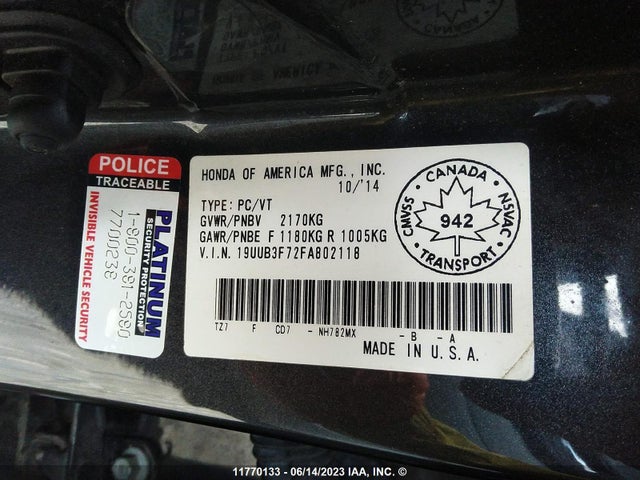 HONDA OF AMERICA MFG., INC.
10/'14
TYPE: PC/VT
GVWR/PNBV 2170KG
GAWR/PNBE F 1180KG R 1005KG
V.I.N. 19UUB3F72FA802118
CANADA
CMVSS
NSVAC
942
TRANSPORT
TZ7 F CD7 - NH782MX - B - A
MADE IN U.S.A.
POLICE
TRACEABLE
INVISIBLE VEHICLE SECURITY
7700238
1-800-381-2580
SECURITY PROTECTION
PLATINUM
11770133 - 06/14/2023 IAA, INC. ©